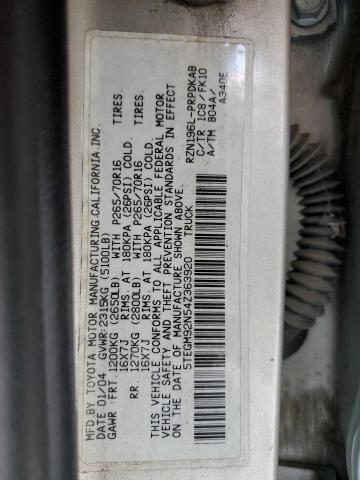 MFD.BY TOYOTA MOTOR MANUFACTURING CALIFORNIA,INC.
DATE 01/04 GVWR:2315KG (5100LB)
GAWR :FRT.1200KG (2650LB) WITH P265/70R16 TIRES.
16X7J RIMS. AT 180KPA (26PSI) COLD.
RR. 1270KG (2800LB) WITH P265/70R16 TIRES.
16X7J RIMS. AT 180KPA (26PSI) COLD.
THIS VEHICLE CONFORMS TO ALL APPLICABLE FEDERAL MOTOR
VEHICLE SAFETY AND THEFT PREVENTION STANDARDS IN EFFECT
ON THE DATE OF MANUFACTURE SHOWN ABOVE.
5TEGM92N54Z363920 TRUCK
RZN196L-PRPDKAB
C/TR 1C8/FK10
A/TM 804A/
A340E